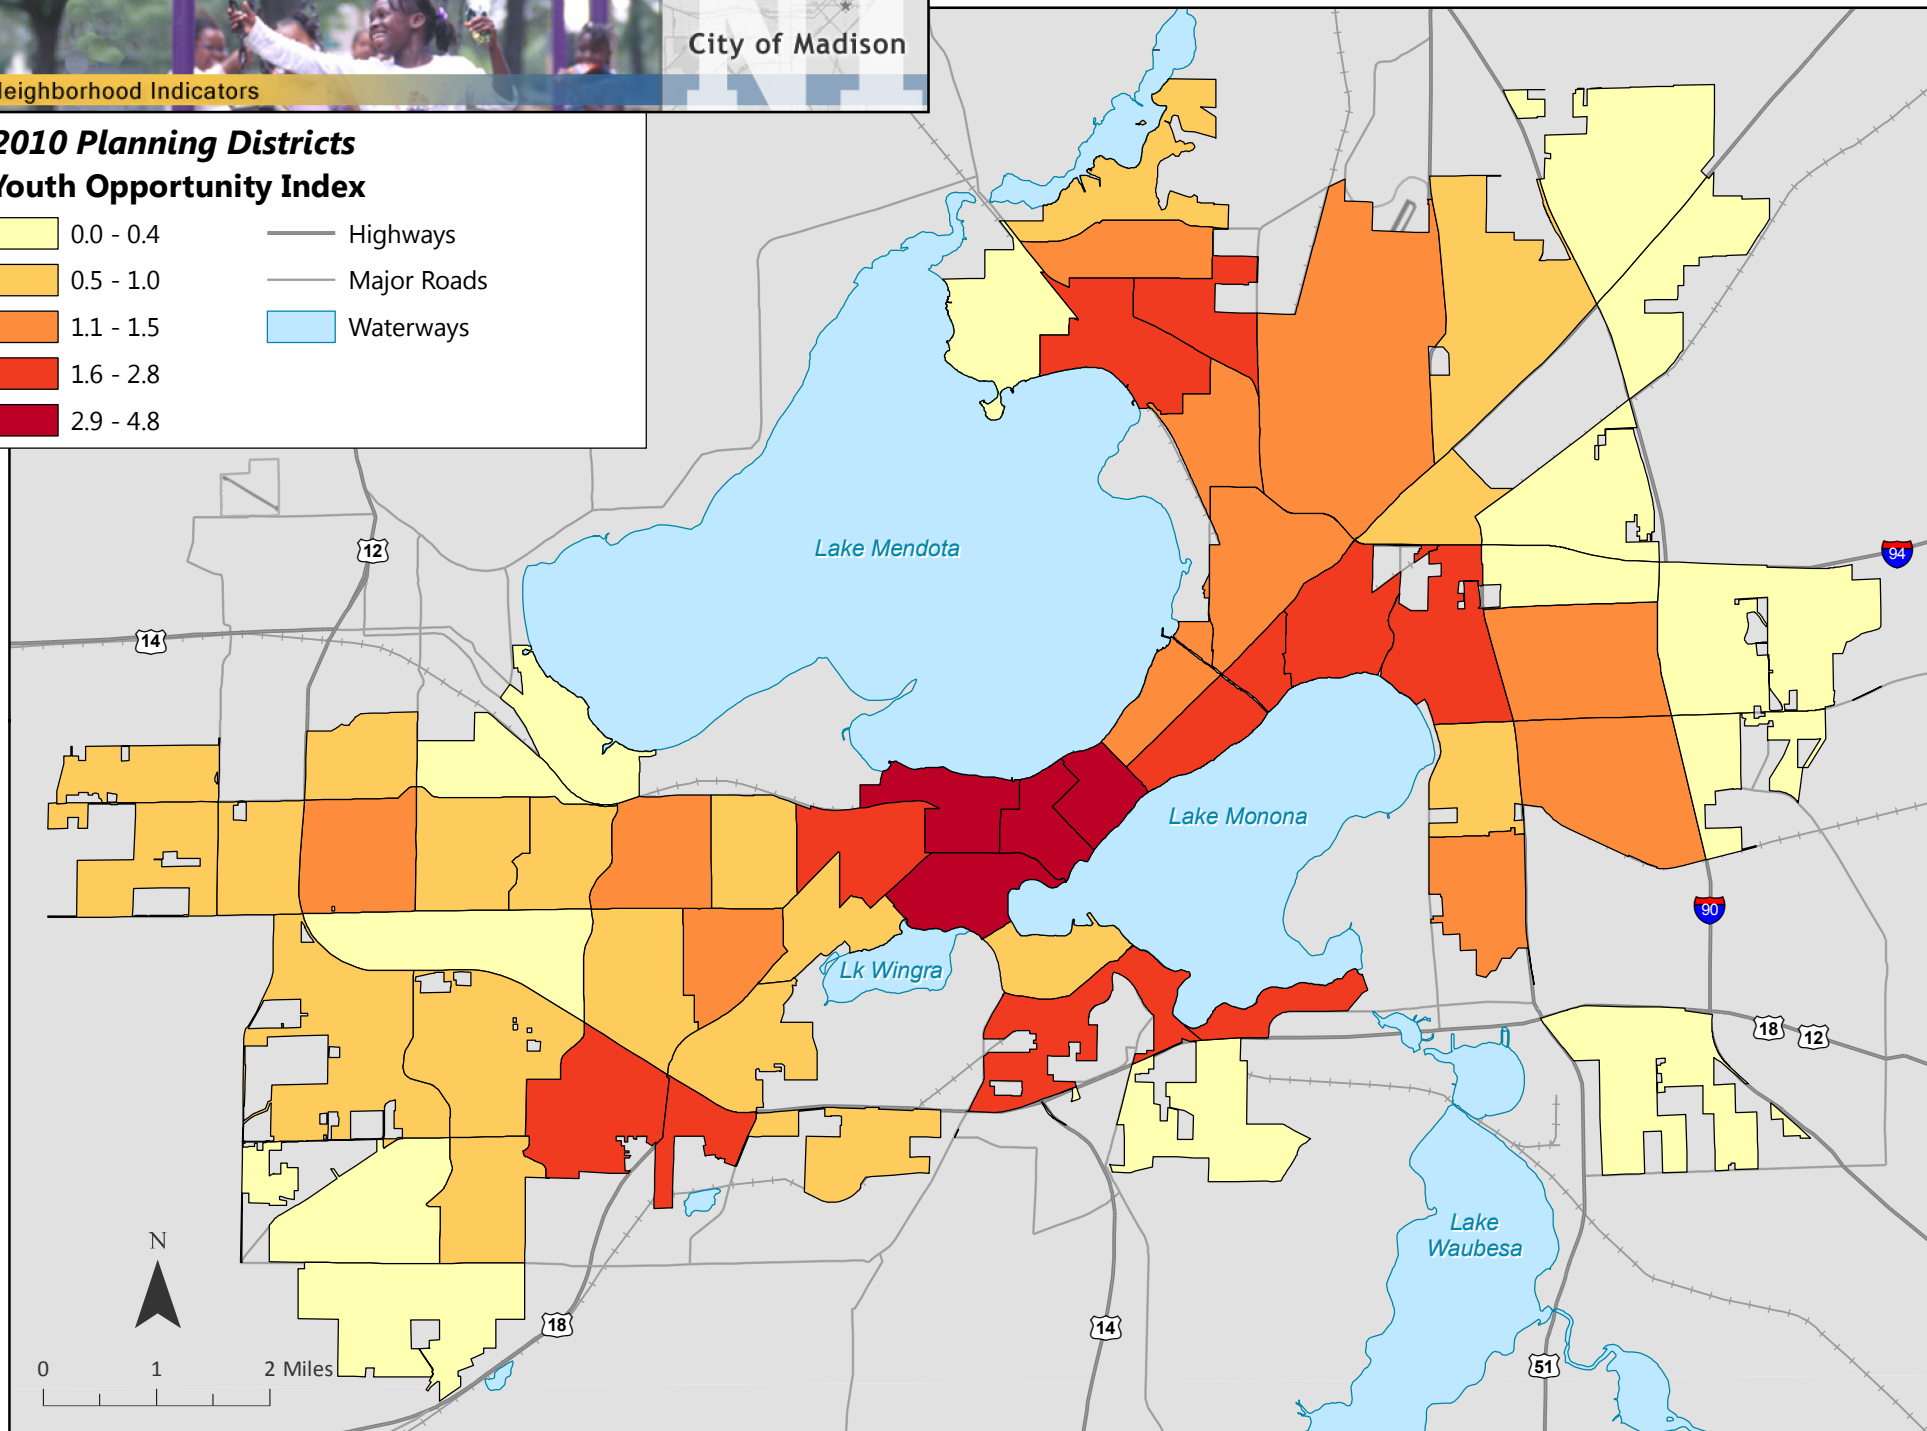 City of Madison
Neighborhood Indicators
2010 Planning Districts
Youth Opportunity Index
0.0 - 0.4
0.5 - 1.0
1.1 - 1.5
1.6 - 2.8
2.9 - 4.8
Highways
Major Roads
Waterways
12
Lake Mendota
94
14
Lake Monona
90
Lk Wingra
18
12
Lake
Waubesa
N
18
14
51
0 1 2 Miles